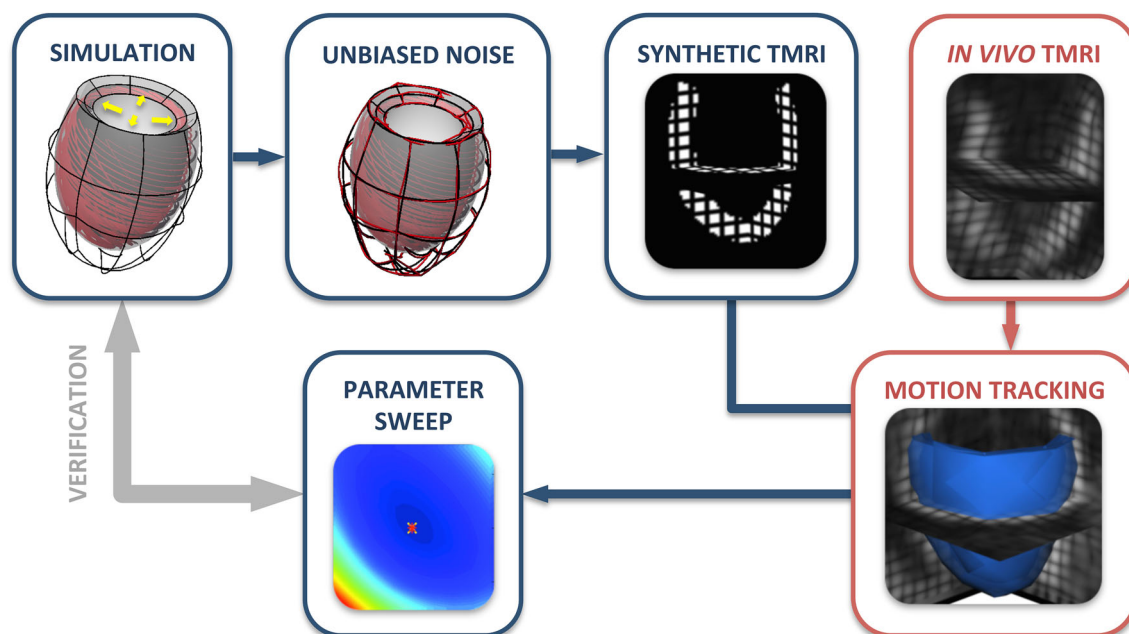 SIMULATION
UNBIASED NOISE
SYNTHETIC TMRI
IN VIVO TMRI
VERIFICATION
PARAMETER
SWEEP
MOTION TRACKING